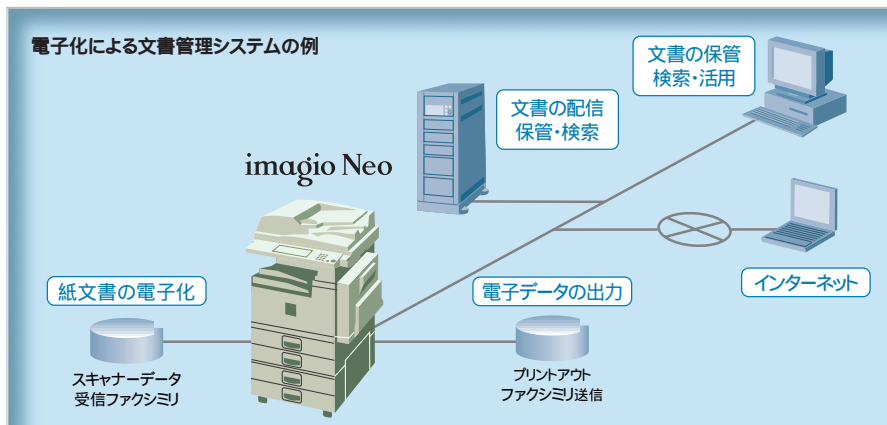 電子化による文書管理システムの例
文書の保管
検索・活用
文書の配信
保管・検索
imagio Neo
紙文書の電子化
電子データの出力
インターネット
スキャナーデータ
受信ファクシミリ
プリントアウト
ファクシミリ送信